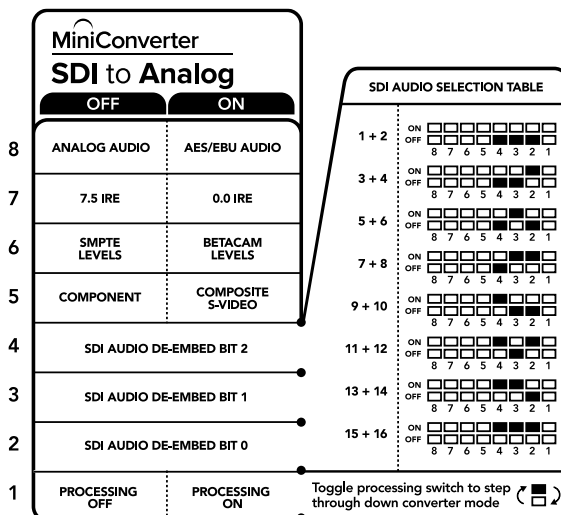 MiniConverter
SDI to Analog
OFF ON
8 ANALOG AUDIO AES/EBU AUDIO
7 7.5 IRE 0.0 IRE
6 SMPTE LEVELS BETACAM LEVELS
5 COMPONENT COMPOSITE S-VIDEO
4 SDI AUDIO DE-EMBED BIT 2
3 SDI AUDIO DE-EMBED BIT 1
2 SDI AUDIO DE-EMBED BIT 0
1 PROCESSING OFF PROCESSING ON
SDI AUDIO SELECTION TABLE
1 + 2 ON
OFF
8 7 6 5 4 3 2 1
3 + 4 ON
OFF
8 7 6 5 4 3 2 1
5 + 6 ON
OFF
8 7 6 5 4 3 2 1
7 + 8 ON
OFF
8 7 6 5 4 3 2 1
9 + 10 ON
OFF
8 7 6 5 4 3 2 1
11 + 12 ON
OFF
8 7 6 5 4 3 2 1
13 + 14 ON
OFF
8 7 6 5 4 3 2 1
15 + 16 ON
OFF
8 7 6 5 4 3 2 1
Toggle processing switch to step
through down converter mode